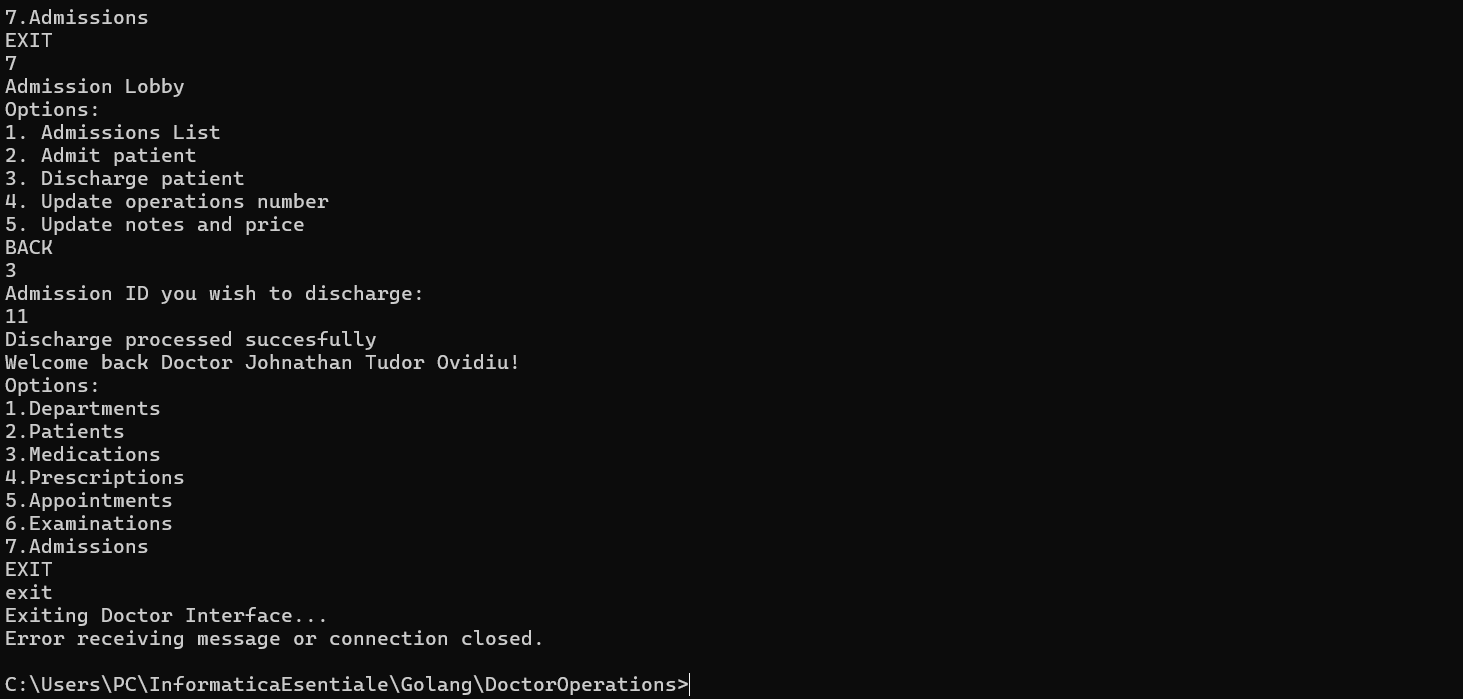 7.Admissions
EXIT
7
Admission Lobby
Options:
1. Admissions List
2. Admit patient
3. Discharge patient
4. Update operations number
5. Update notes and price
BACK
3
Admission ID you wish to discharge:
11
Discharge processed succesfully
Welcome back Doctor Johnathan Tudor Ovidiu!
Options:
1.Departments
2.Patients
3.Medications
4.Prescriptions
5.Appointments
6.Examinations
7.Admissions
EXIT
exit
Exiting Doctor Interface...
Error receiving message or connection closed.
C:\Users\PC\InformaticaEsentiale\Golang\DoctorOperations>